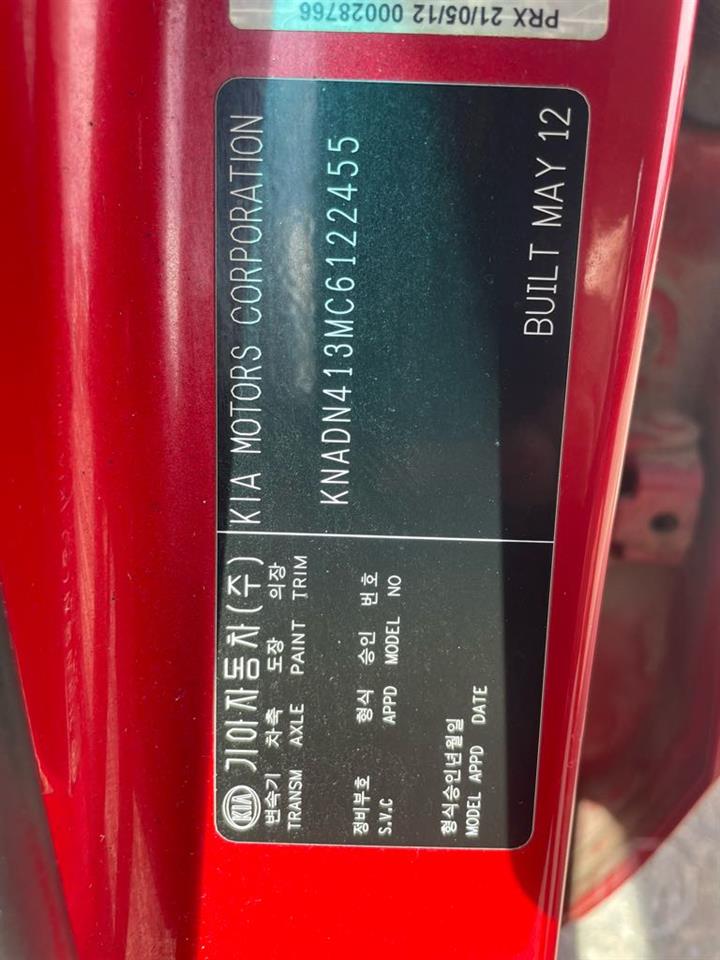 PRX 21/05/12 00028766
KIA 기아자동차(주) KIA MOTORS CORPORATION
변속기 차축 도장 의장
TRANSM AXLE PAINT TRIM
KNADN413MC6122455
정비부호 형식 승인 번호
S.V.C APPD MODEL NO
형식승인년월일
MODEL APPD DATE
BUILT MAY 12